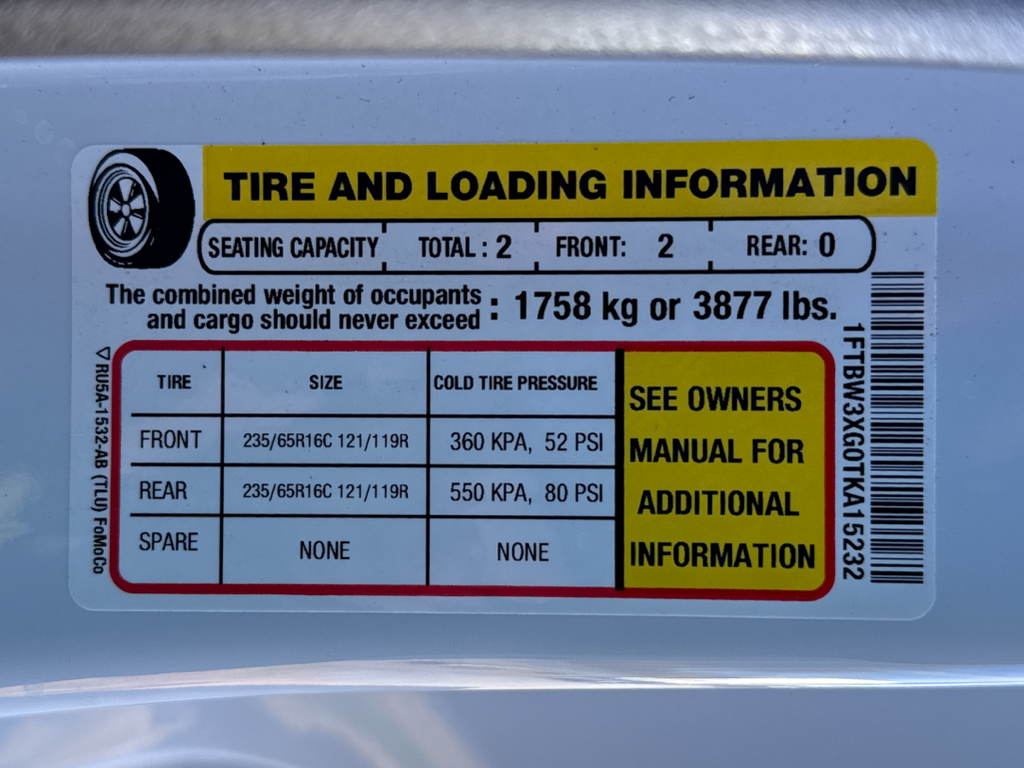 TIRE AND LOADING INFORMATION
SEATING CAPACITY TOTAL : 2 FRONT: 2 REAR: 0
The combined weight of occupants
and cargo should never exceed : 1758 kg or 3877 lbs.
TIRE SIZE COLD TIRE PRESSURE
FRONT 235/65R16C 121/119R 360 KPA, 52 PSI
REAR 235/65R16C 121/119R 550 KPA, 80 PSI
SPARE NONE NONE
SEE OWNERS
MANUAL FOR
ADDITIONAL
INFORMATION
1FTBW3XG0TKA15232
RU5A-1532-AB (TLU) FoMoCo